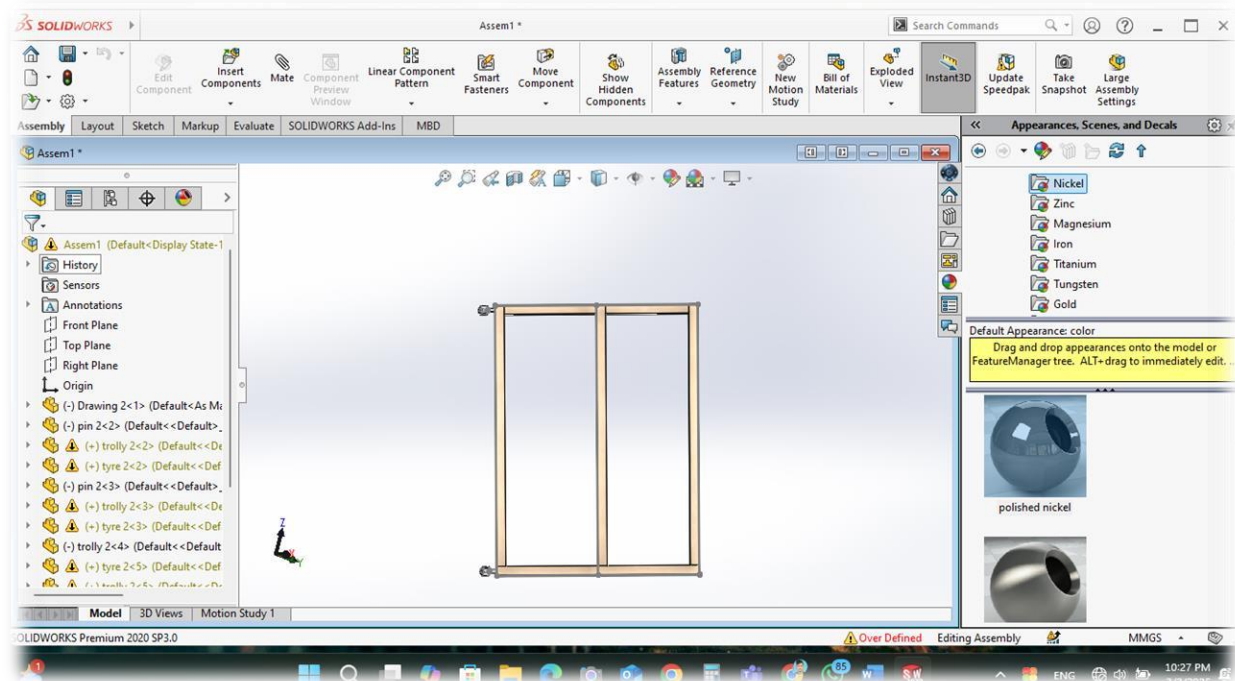 SOLIDWORKS
Assem1 *
Search Commands
Edit Component
Insert Components
Mate
Component Preview Window
Linear Component Pattern
Smart Fasteners
Move Component
Show Hidden Components
Assembly Features
Reference Geometry
New Motion Study
Bill of Materials
Exploded View
Instant3D
Update Speedpak
Take Snapshot
Large Assembly Settings
Assembly Layout Sketch Markup Evaluate SOLIDWORKS Add-Ins MBD
Appearances, Scenes, and Decals
Assem1 *
Assem1 (Default<Display State-1
History
Sensors
Annotations
Front Plane
Top Plane
Right Plane
Origin
(-) Drawing 2<1> (Default<As Ma
(-) pin 2<2> (Default<<Default>_
(+) trolly 2<2> (Default<<De
(+) tyre 2<2> (Default<<Def
(-) pin 2<3> (Default<<Default>_
(+) trolly 2<3> (Default<<De
(+) tyre 2<3> (Default<<Def
(-) trolly 2<4> (Default<<Default
(+) tyre 2<5> (Default<<Def
Z
Nickel
Zinc
Magnesium
Iron
Titanium
Tungsten
Gold
Default Appearance: color
Drag and drop appearances onto the model or
FeatureManager tree. ALT+drag to immediately edit.
polished nickel
Model 3D Views Motion Study 1
SOLIDWORKS Premium 2020 SP3.0
Over Defined Editing Assembly MMGS
1
85
ENG
10:27 PM